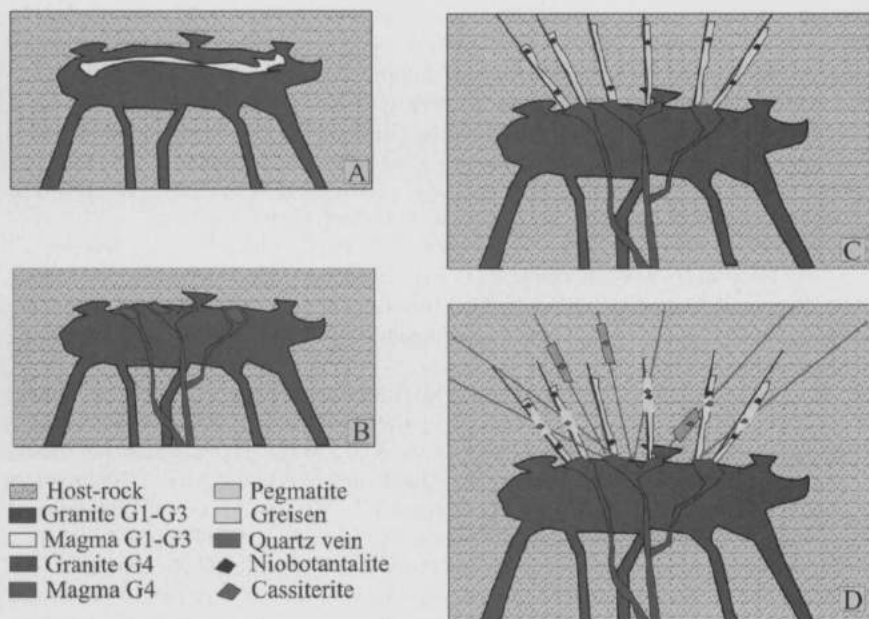 A
B
C
D
Host-rock
Granite G1-G3
Magma G1-G3
Granite G4
Magma G4
Pegmatite
Greisen
Quartz vein
Niobotantalite
Cassiterite